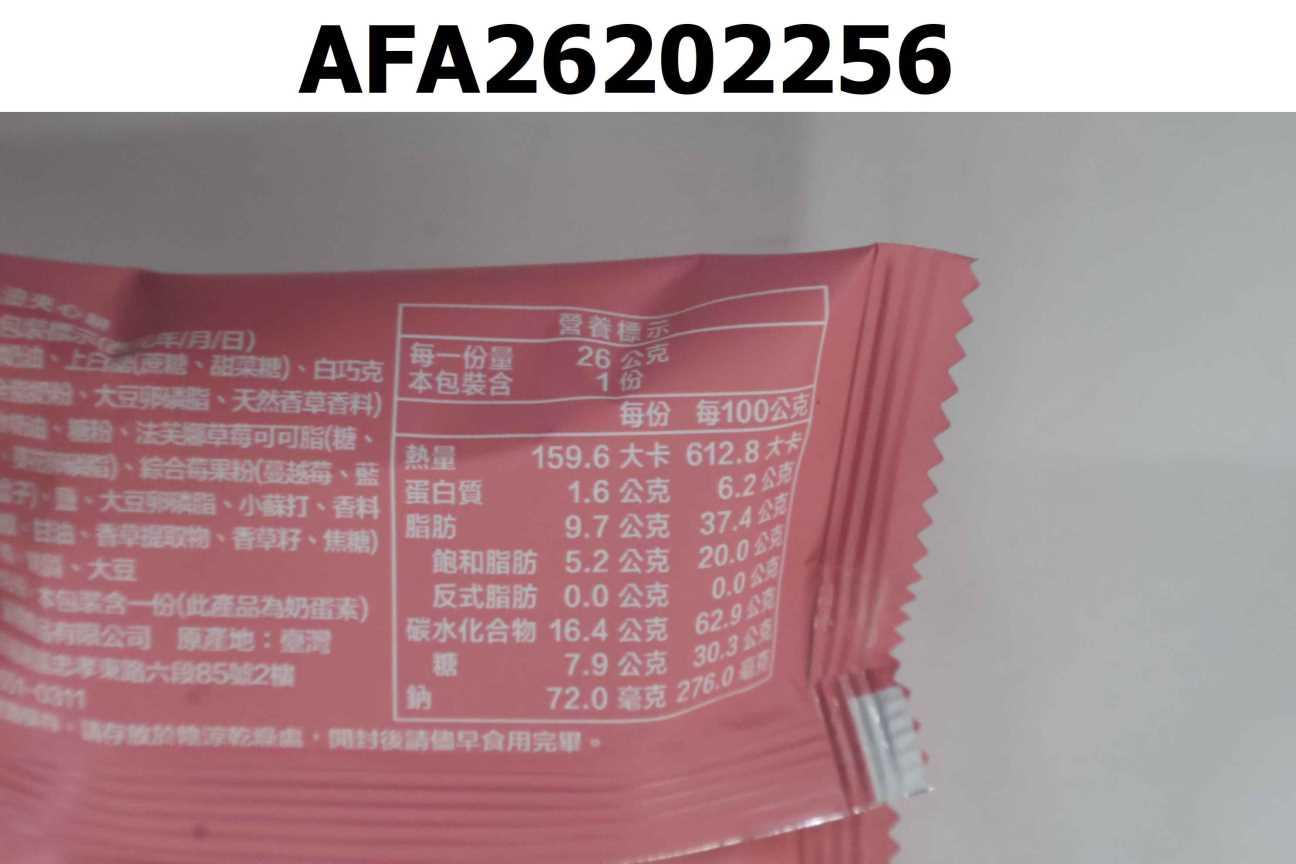 AFA26202256
夾心
包裝標示 年/月/日)
上白糖(蔗糖、甜菜糖)、白巧克
、大豆卵磷脂、天然香草香料)
、糖粉、法芙娜草莓可可脂(糖、
)、綜合莓果粉(蔓越莓、藍
、鹽、大豆卵磷脂、小蘇打、香料
甘油、香草提取物、香草籽、焦糖)
、大豆
本包裝含一份(此產品為奶蛋素)
有限公司 原產地：臺灣
忠孝東路六段85號2樓
-0311
請存放於陰涼乾燥處，開封後請儘早食用完畢。
營養標示
每一份量 26 公克
本包裝含 1 份
每份 每100公克
熱量 159.6 大卡 612.8 大卡
蛋白質 1.6 公克 6.2 公克
脂肪 9.7 公克 37.4 公克
飽和脂肪 5.2 公克 20.0 公克
反式脂肪 0.0 公克 0.0 公克
碳水化合物 16.4 公克 62.9 公克
糖 7.9 公克 30.3 公克
鈉 72.0 毫克 276.0 毫克